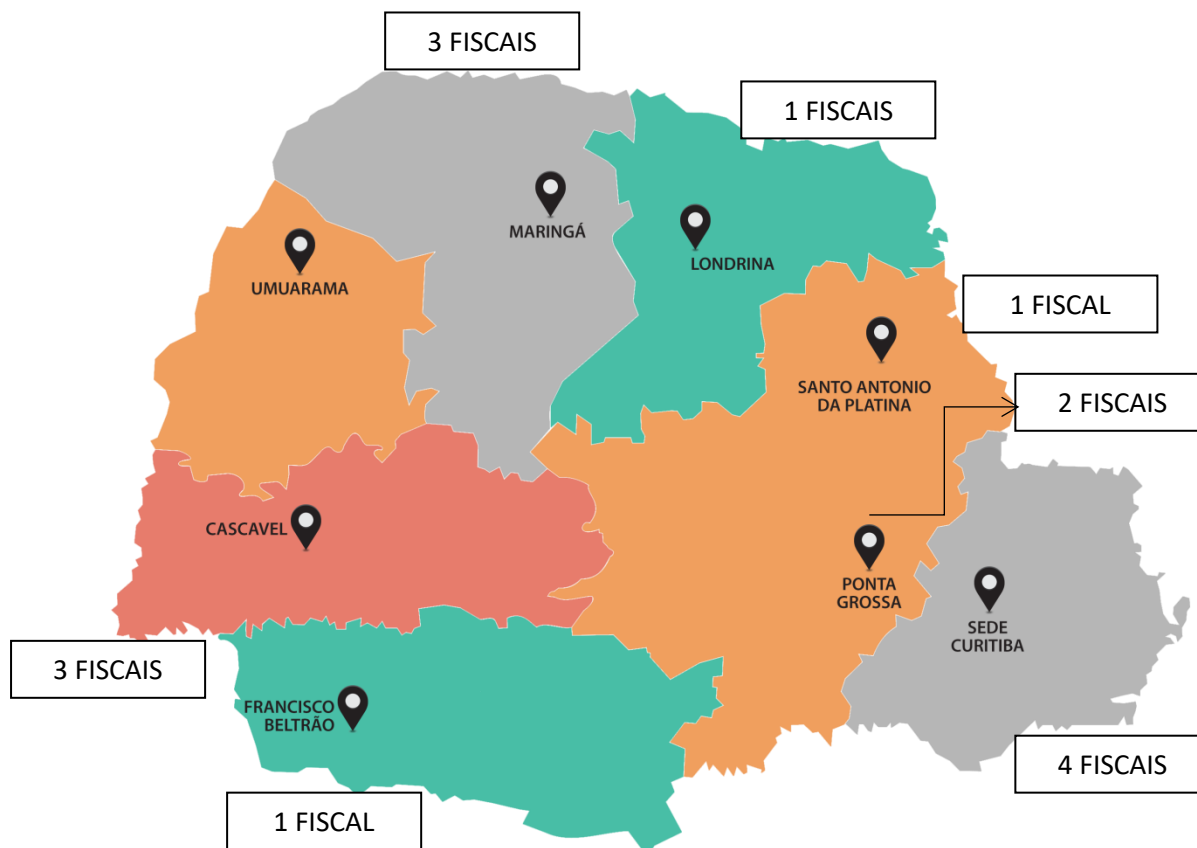 3 FISCAIS
1 FISCAIS
MARINGÁ
LONDRINA
UMUARAMA
1 FISCAL
SANTO ANTONIO
DA PLATINA
2 FISCAIS
CASCAVEL
PONTA
GROSSA
SEDE
CURITIBA
3 FISCAIS
FRANCISCO
BELTRÃO
4 FISCAIS
1 FISCAL